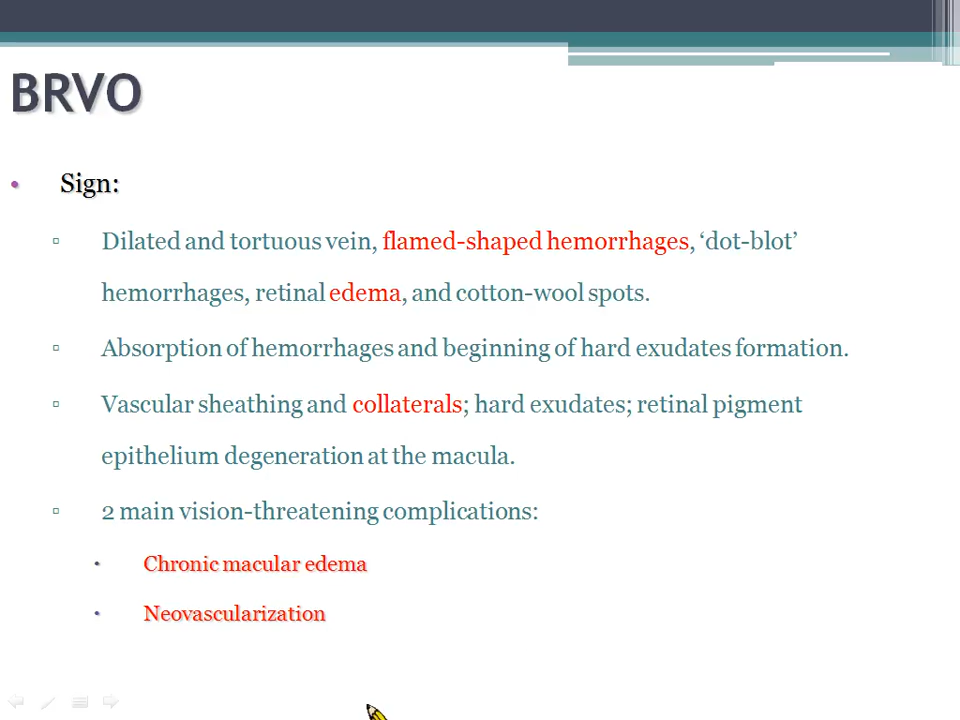 BRVO
Sign:
Dilated and tortuous vein, flamed-shaped hemorrhages, ‘dot-blot’
hemorrhages, retinal edema, and cotton-wool spots.
Absorption of hemorrhages and beginning of hard exudates formation.
Vascular sheathing and collaterals; hard exudates; retinal pigment
epithelium degeneration at the macula.
2 main vision-threatening complications:
Chronic macular edema
Neovascularization